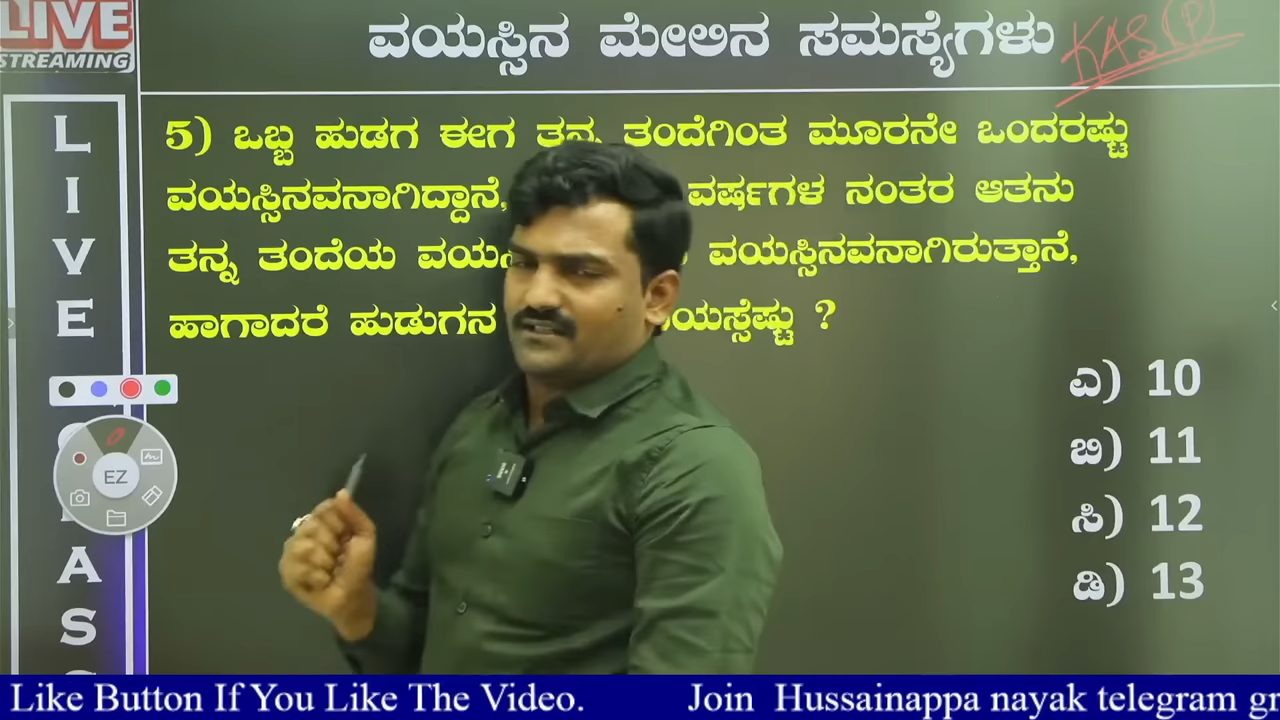 LIVE
STREAMING
ವಯಸ್ಸಿನ ಮೇಲಿನ ಸಮಸ್ಯೆಗಳು KAS (P)
L
I
V
E
A
S
5) ಒಬ್ಬ ಹುಡಗ ಈಗ ತನ್ನ ತಂದೆಗಿಂತ ಮೂರನೇ ಒಂದರಷ್ಟು
ವಯಸ್ಸಿನವನಾಗಿದ್ದಾನೆ, ವರ್ಷಗಳ ನಂತರ ಆತನು
ತನ್ನ ತಂದೆಯ ವಯಸ್ಸಿನವನಾಗಿರುತ್ತಾನೆ,
ಹಾಗಾದರೆ ಹುಡುಗನ ?
ಎ) 10
ಬಿ) 11
ಸಿ) 12
ಡಿ) 13
EZ
Like Button If You Like The Video. Join Hussainappa nayak telegram gr